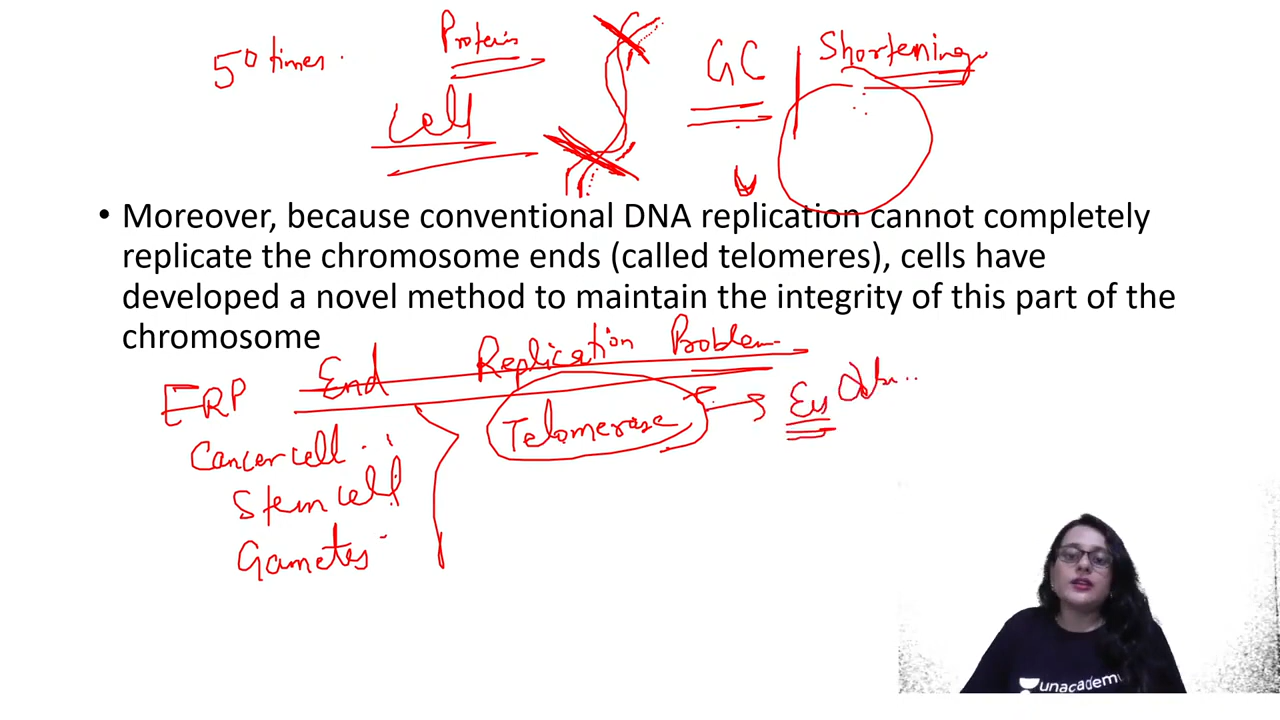 50 times
Proteins
Cell
GC
Shortening
• Moreover, because conventional DNA replication cannot completely
replicate the chromosome ends (called telomeres), cells have
developed a novel method to maintain the integrity of this part of the
chromosome
End Replication Problem
ERP
Telomerase
Cancer cell
Stem cell
Gametes
unacademy